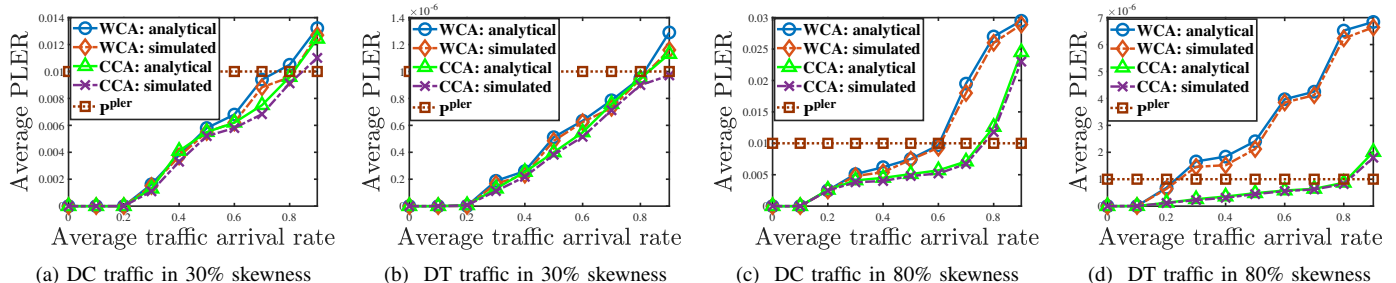 0.014
0.012
0.01
0.008
0.006
0.004
0.002
0
0 0.2 0.4 0.6 0.8
Average PLER
Average traffic arrival rate
WCA: analytical
WCA: simulated
CCA: analytical
CCA: simulated
P^pler
(a) DC traffic in 30% skewness
×10^-6
1.4
1.2
1
0.8
0.6
0.4
0.2
0
0 0.2 0.4 0.6 0.8
Average PLER
Average traffic arrival rate
WCA: analytical
WCA: simulated
CCA: analytical
CCA: simulated
P^pler
(b) DT traffic in 30% skewness
0.03
0.025
0.02
0.015
0.01
0.005
0
0 0.2 0.4 0.6 0.8
Average PLER
Average traffic arrival rate
WCA: analytical
WCA: simulated
CCA: analytical
CCA: simulated
P^pler
(c) DC traffic in 80% skewness
×10^-6
7
6
5
4
3
2
1
0
0 0.2 0.4 0.6 0.8
Average PLER
Average traffic arrival rate
WCA: analytical
WCA: simulated
CCA: analytical
CCA: simulated
P^pler
(d) DT traffic in 80% skewness